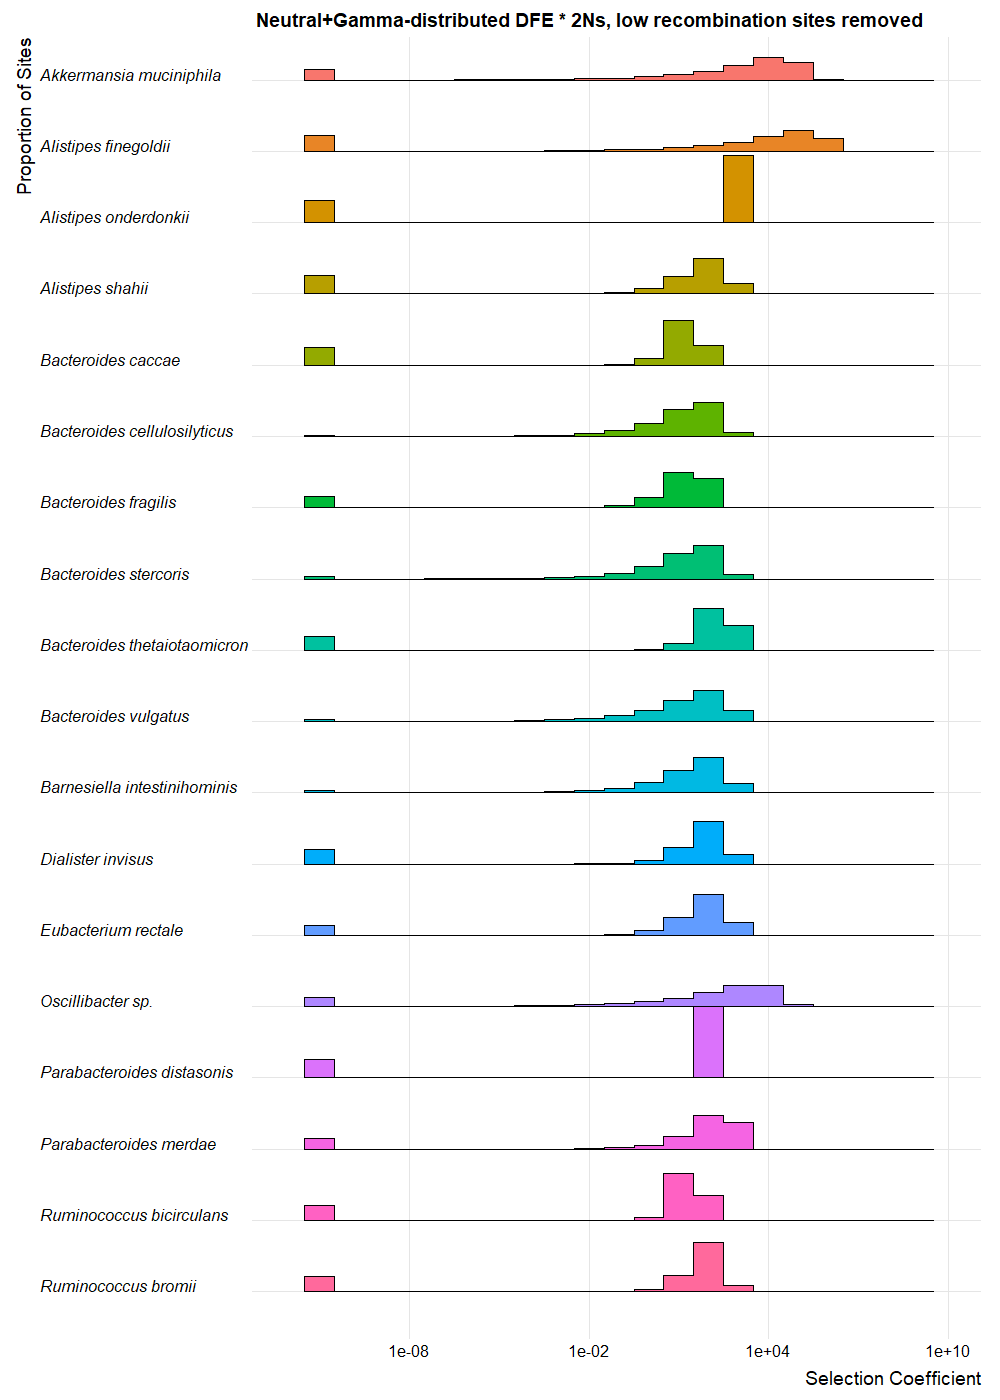 Neutral+Gamma-distributed DFE * 2Ns, low recombination sites removed
Proportion of Sites
Akkermansia muciniphila
Alistipes finegoldii
Alistipes onderdonkii
Alistipes shahii
Bacteroides caccae
Bacteroides cellulosilyticus
Bacteroides fragilis
Bacteroides stercoris
Bacteroides thetaiotaomicron
Bacteroides vulgatus
Barnesiella intestinihominis
Dialister invisus
Eubacterium rectale
Oscillibacter sp.
Parabacteroides distasonis
Parabacteroides merdae
Ruminococcus bicirculans
Ruminococcus bromii
1e-08 1e-02 1e+04 1e+10
Selection Coefficient